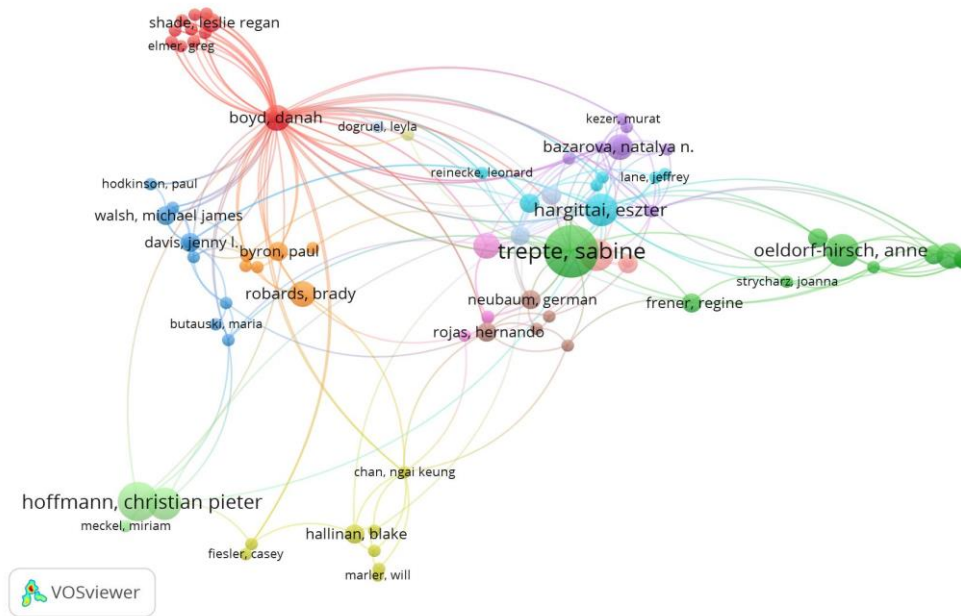 shade, leslie regan
elmer, greg
boyd, danah
dogruel, leyla
kezer, murat
bazarova, natalya n.
reinecke, leonard
lane, jeffrey
hodkinson, paul
walsh, michael james
hargittai, eszter
davis, jenny l.
byron, paul
trepte, sabine
oeldorf-hirsch, anne
strycharz, joanna
robards, brady
neubaum, german
frener, regine
butauski, maria
rojas, hernando
chan, ngai keung
hoffmann, christian pieter
meckel, miriam
hallinan, blake
fiesler, casey
marler, will
VOSviewer